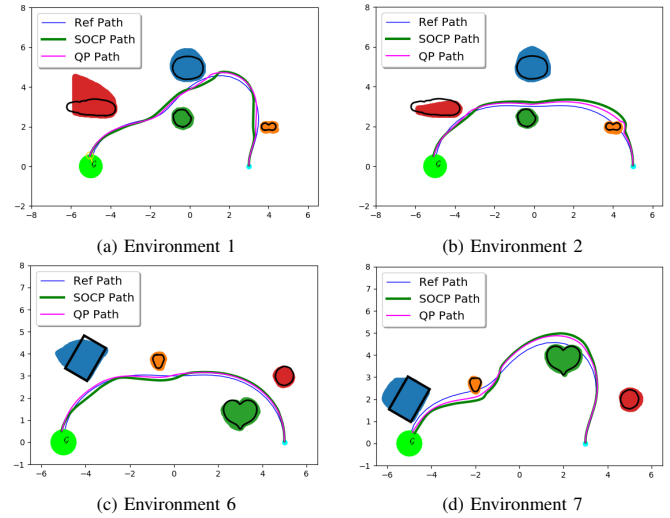 8
6
4
2
0
−2
−8 −6 −4 −2 0 2 4 6
Ref Path
SOCP Path
QP Path
𝒢
(a) Environment 1
8
6
4
2
0
−2
−8 −6 −4 −2 0 2 4 6
Ref Path
SOCP Path
QP Path
𝒢
(b) Environment 2
8
7
6
5
4
3
2
1
0
−1
−6 −4 −2 0 2 4 6
Ref Path
SOCP Path
QP Path
𝒢
(c) Environment 6
8
7
6
5
4
3
2
1
0
−1
−6 −4 −2 0 2 4 6
Ref Path
SOCP Path
QP Path
𝒢
(d) Environment 7